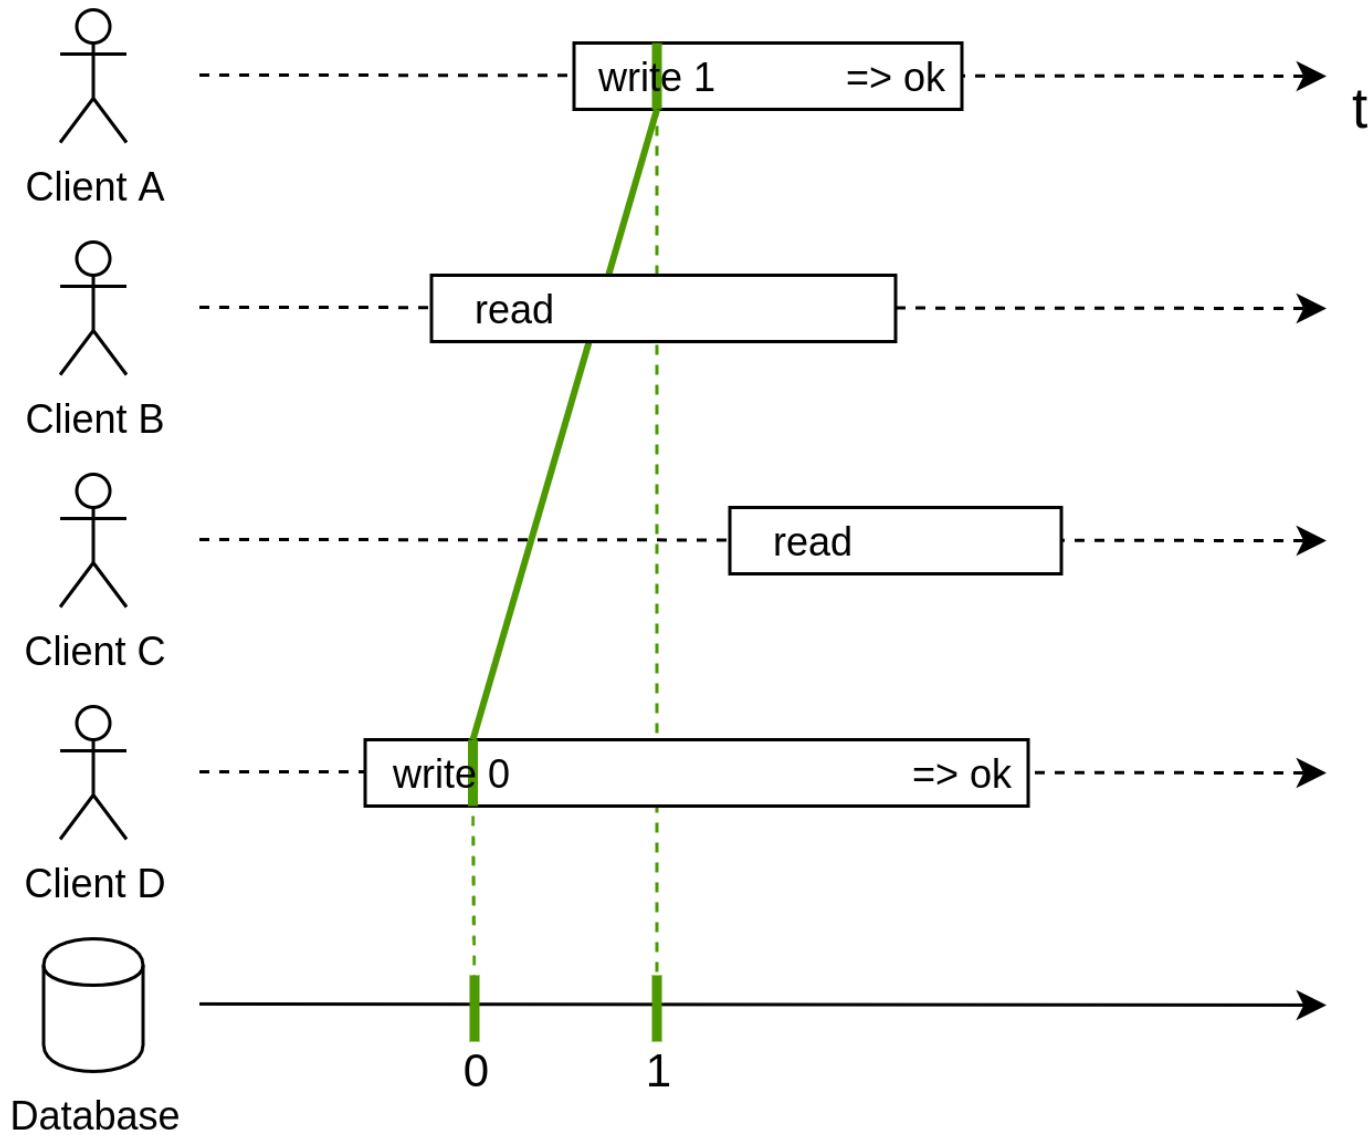 write 1 => ok
t
Client A
read
Client B
read
Client C
write 0 => ok
Client D
0 1
Database